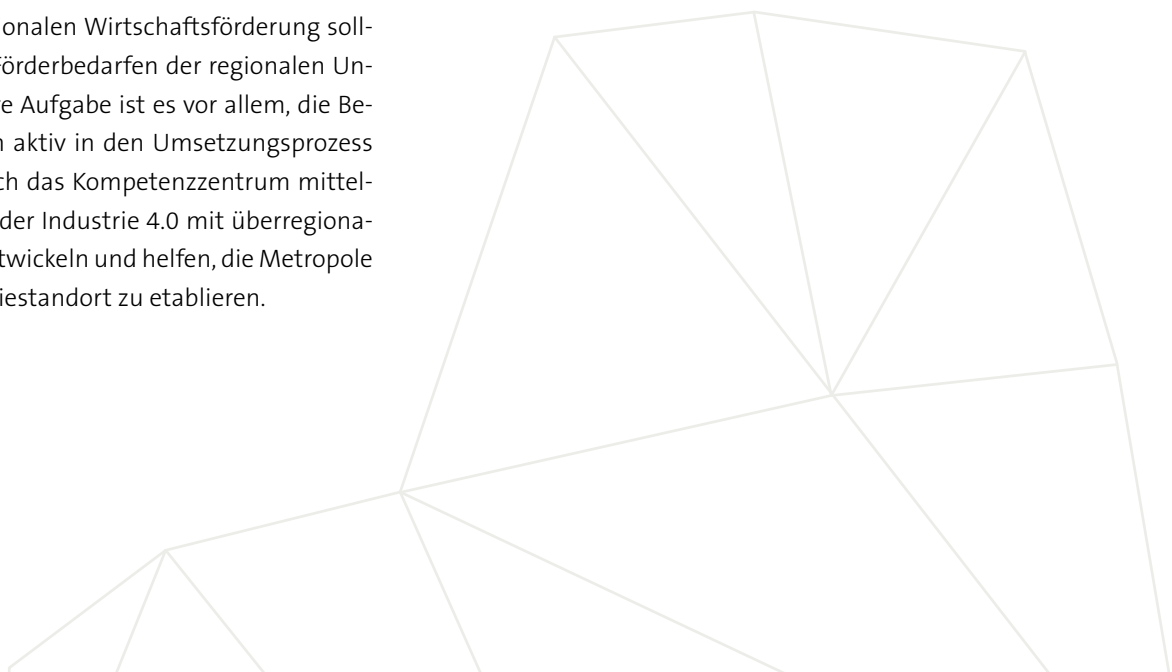 onalen Wirtschaftsförderung soll-
Förderbedarfen der regionalen Un-
e Aufgabe ist es vor allem, die Be-
n aktiv in den Umsetzungsprozess
ch das Kompetenzzentrum mittel-
der Industrie 4.0 mit überregiona-
twickeln und helfen, die Metropole
iestandort zu etablieren.